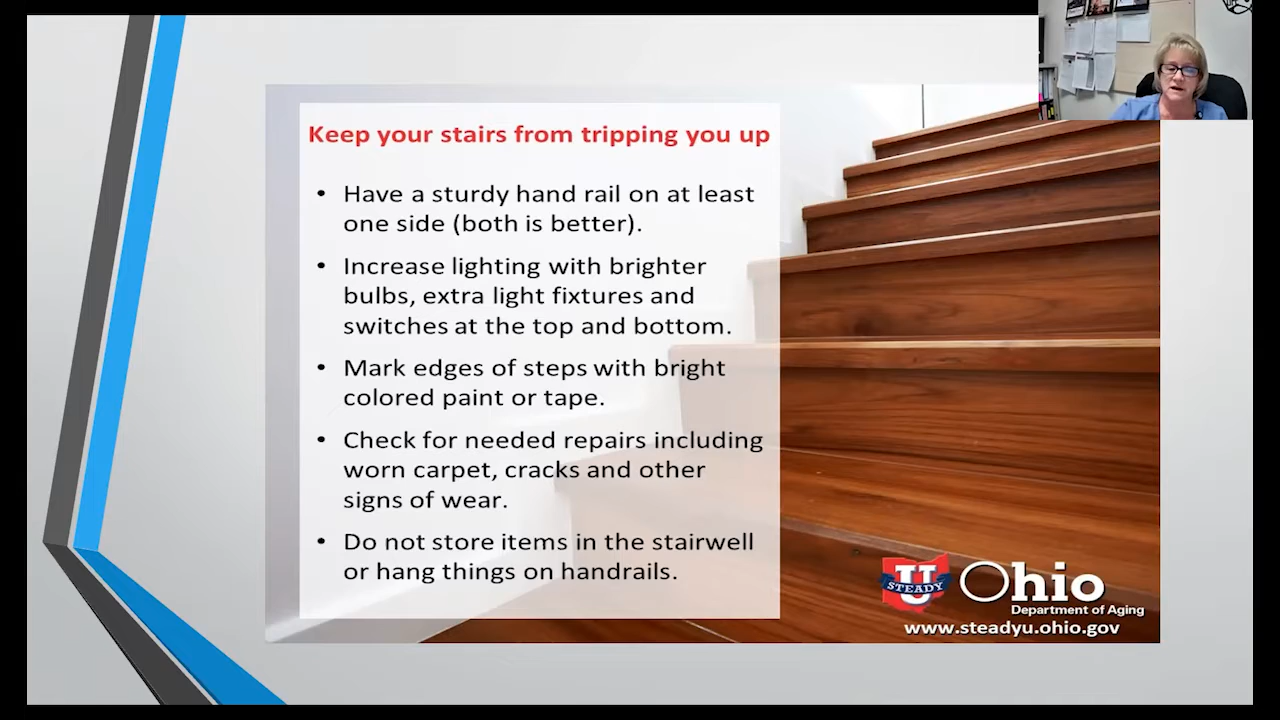 Keep your stairs from tripping you up
• Have a sturdy hand rail on at least
one side (both is better).
• Increase lighting with brighter
bulbs, extra light fixtures and
switches at the top and bottom.
• Mark edges of steps with bright
colored paint or tape.
• Check for needed repairs including
worn carpet, cracks and other
signs of wear.
• Do not store items in the stairwell
or hang things on handrails.
U
STEADY
Ohio
Department of Aging
www.steadyu.ohio.gov